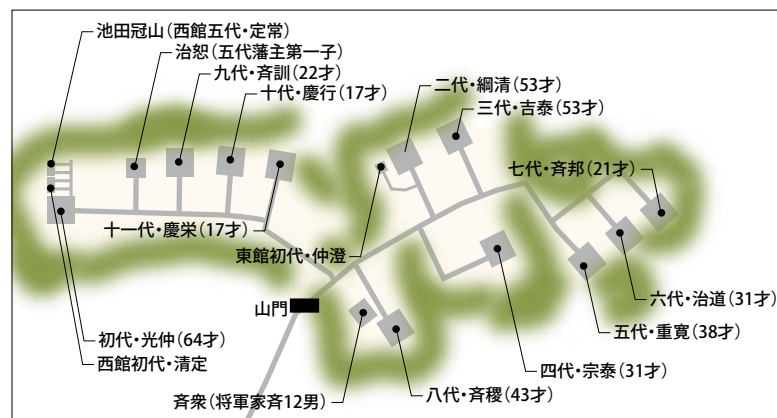 池田冠山(西館五代・定常)
治恕(五代藩主第一子)
九代・斉訓(22才)
十代・慶行(17才)
二代・綱清(53才)
三代・吉泰(53才)
七代・斉邦(21才)
十一代・慶栄(17才)
東館初代・仲澄
山門
初代・光仲(64才)
西館初代・清定
六代・治道(31才)
五代・重寛(38才)
四代・宗泰(31才)
斉衆(将軍家斉12男)
八代・斉稷(43才)